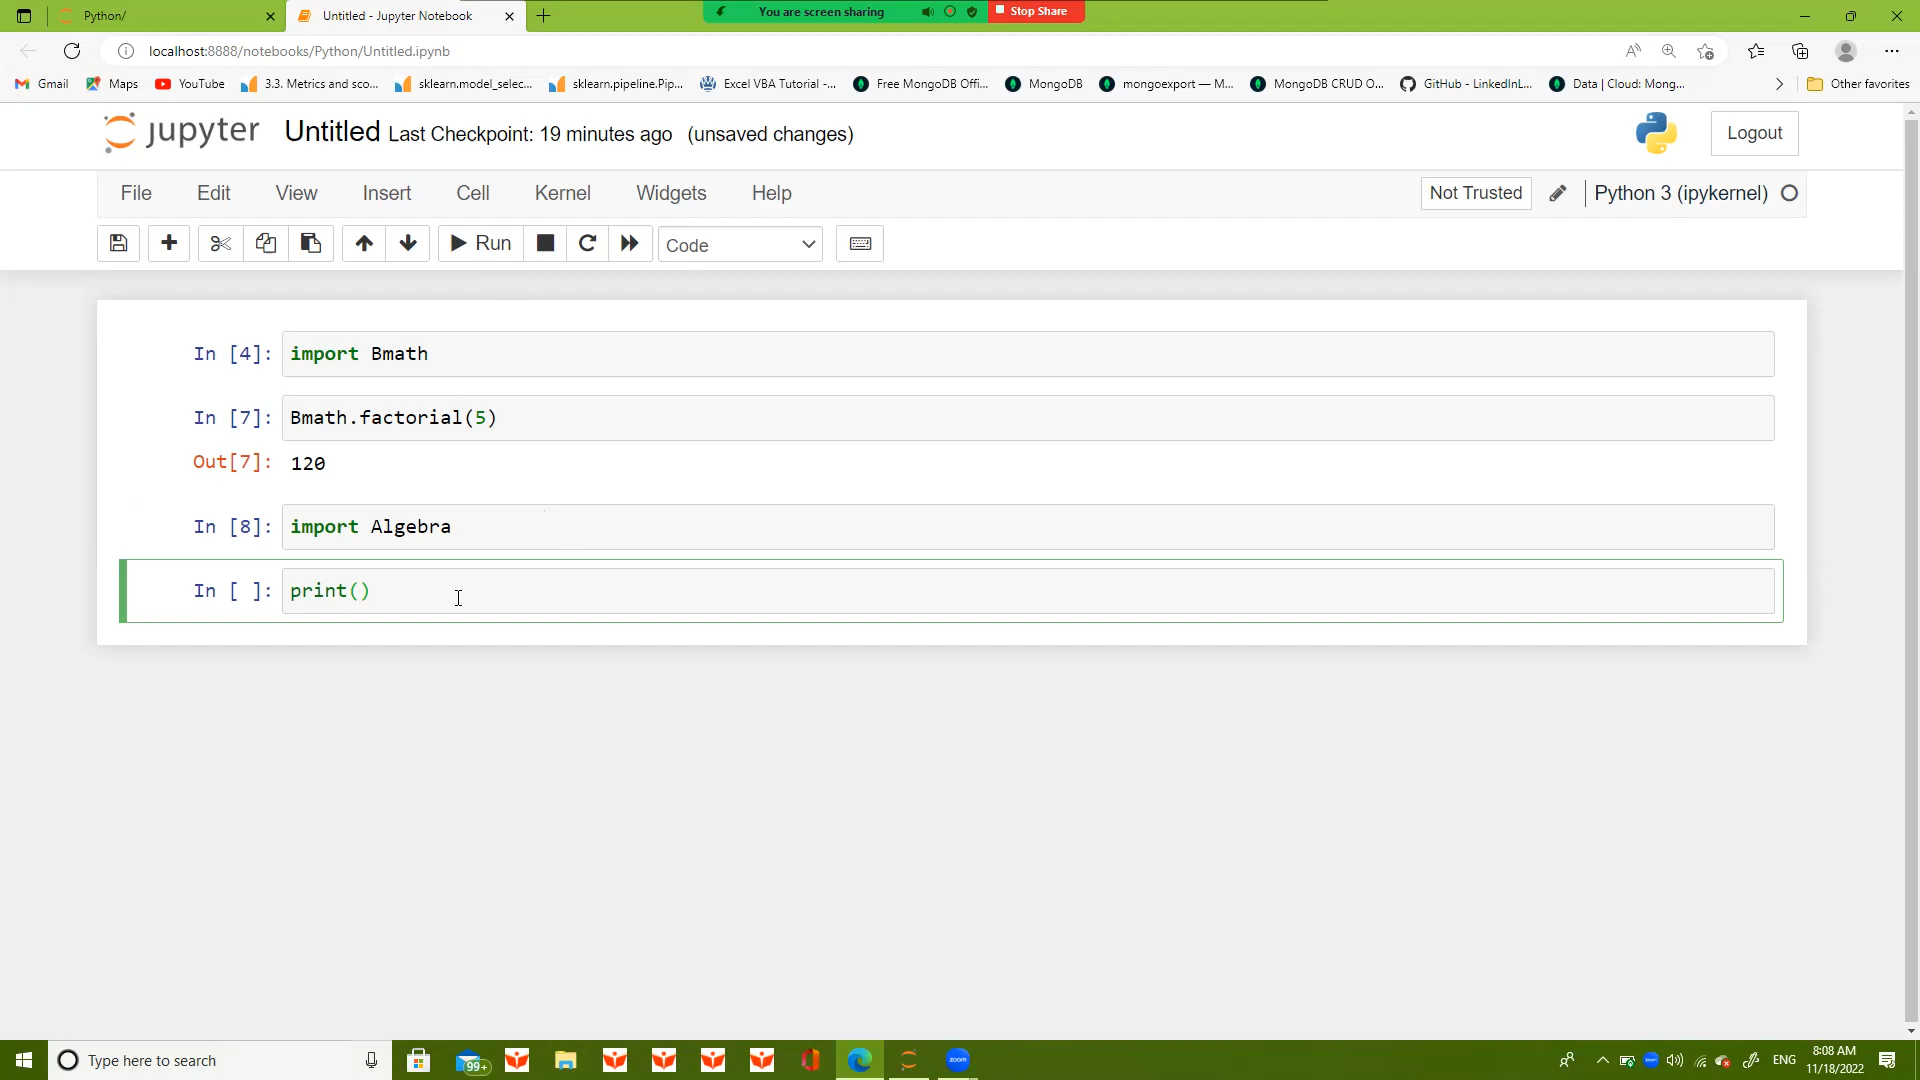 Python/
Untitled - Jupyter Notebook
You are screen sharing
Stop Share
localhost:8888/notebooks/Python/Untitled.ipynb
Gmail Maps YouTube 3.3. Metrics and sco... sklearn.model_selec... sklearn.pipeline.Pip... Excel VBA Tutorial -... Free MongoDB Offi... MongoDB mongoexport — M... MongoDB CRUD O... GitHub - LinkedInL... Data | Cloud: Mong... Other favorites
jupyter Untitled Last Checkpoint: 19 minutes ago (unsaved changes) Logout
File Edit View Insert Cell Kernel Widgets Help Not Trusted Python 3 (ipykernel)
Run Code
In [4]: import Bmath
In [7]: Bmath.factorial(5)
Out[7]: 120
In [8]: import Algebra
In [ ]: print()
Type here to search
99+
zoom
ENG
8:08 AM
11/18/2022